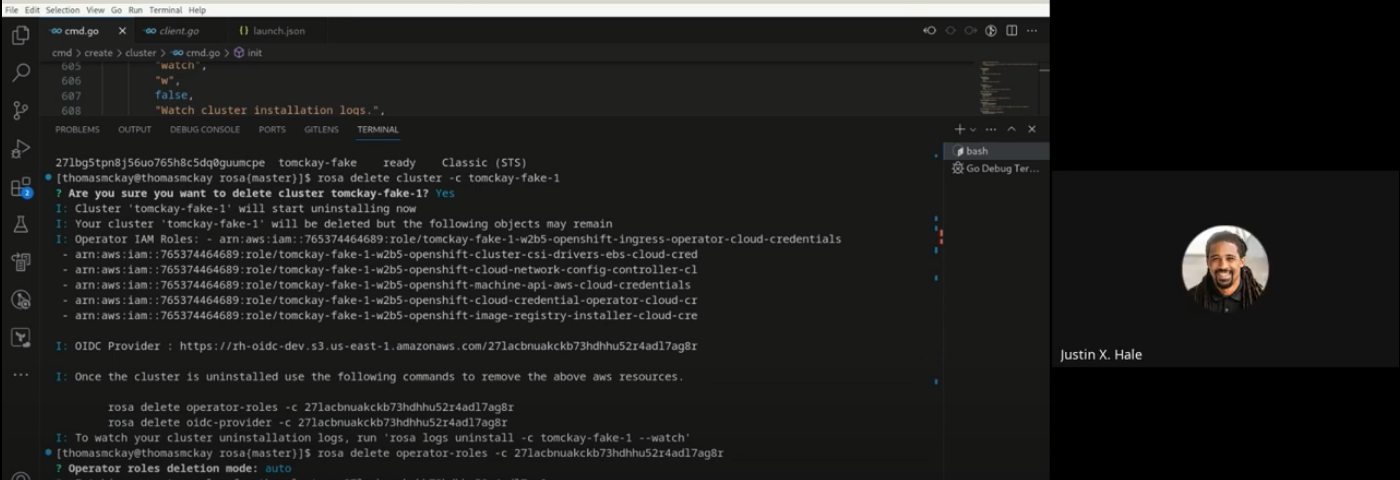 File Edit Selection View Go Run Terminal Help
cmd.go client.go launch.json
cmd > create > cluster > cmd.go > init
605 "watch",
606 "w",
607 false,
608 "Watch cluster installation logs.",
PROBLEMS OUTPUT DEBUG CONSOLE PORTS GITLENS TERMINAL
bash
Go Debug Ter...
2
27lbg5tpn8j56uo765h8c5dq0guumcpe tomckay-fake ready Classic (STS)
[thomasmckay@thomasmckay rosa{master}]$ rosa delete cluster -c tomckay-fake-1
? Are you sure you want to delete cluster tomckay-fake-1? Yes
I: Cluster 'tomckay-fake-1' will start uninstalling now
I: Your cluster 'tomckay-fake-1' will be deleted but the following objects may remain
I: Operator IAM Roles: - arn:aws:iam::765374464689:role/tomckay-fake-1-w2b5-openshift-ingress-operator-cloud-credentials
- arn:aws:iam::765374464689:role/tomckay-fake-1-w2b5-openshift-cluster-csi-drivers-ebs-cloud-cred
- arn:aws:iam::765374464689:role/tomckay-fake-1-w2b5-openshift-cloud-network-config-controller-cl
- arn:aws:iam::765374464689:role/tomckay-fake-1-w2b5-openshift-machine-api-aws-cloud-credentials
- arn:aws:iam::765374464689:role/tomckay-fake-1-w2b5-openshift-cloud-credential-operator-cloud-cr
- arn:aws:iam::765374464689:role/tomckay-fake-1-w2b5-openshift-image-registry-installer-cloud-cre
I: OIDC Provider : https://rh-oidc-dev.s3.us-east-1.amazonaws.com/27lacbnuakckb73hdhhu52r4adl7ag8r
I: Once the cluster is uninstalled use the following commands to remove the above aws resources.
rosa delete operator-roles -c 27lacbnuakckb73hdhhu52r4adl7ag8r
rosa delete oidc-provider -c 27lacbnuakckb73hdhhu52r4adl7ag8r
I: To watch your cluster uninstallation logs, run 'rosa logs uninstall -c tomckay-fake-1 --watch'
[thomasmckay@thomasmckay rosa{master}]$ rosa delete operator-roles -c 27lacbnuakckb73hdhhu52r4adl7ag8r
? Operator roles deletion mode: auto
Justin X. Hale